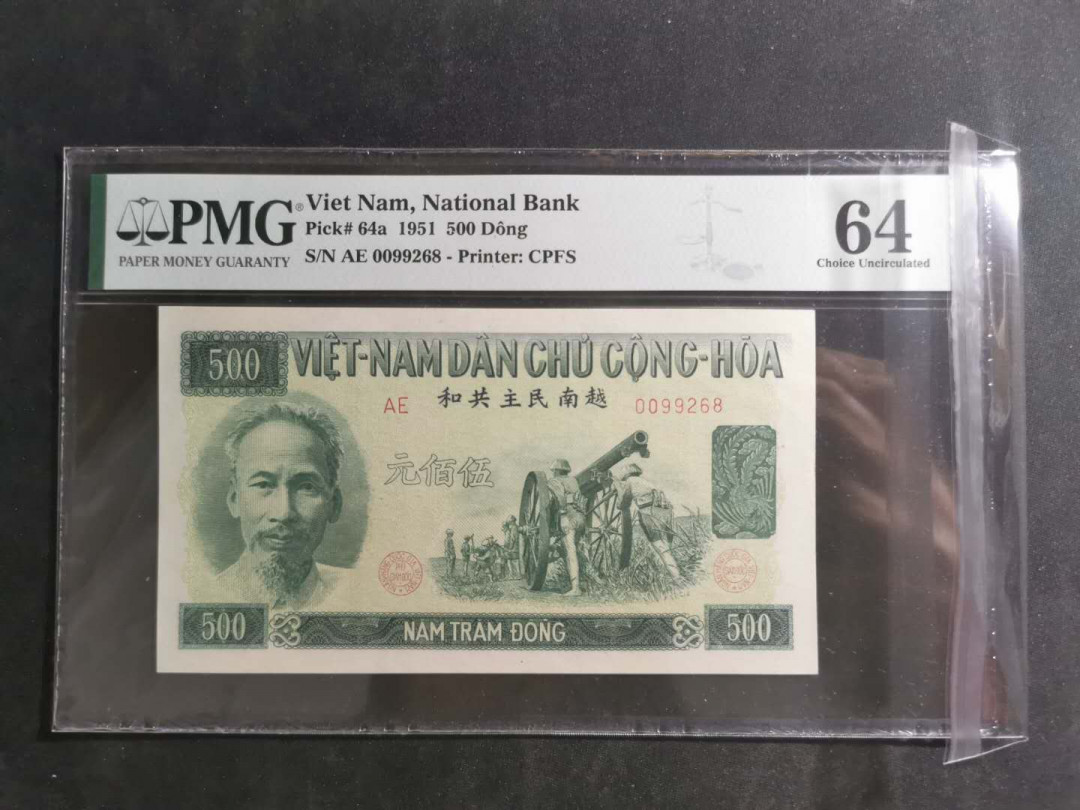 PMG®
PAPER MONEY GUARANTY
Viet Nam, National Bank
Pick# 64a 1951 500 Dông
S/N AE 0099268 - Printer: CPFS
64
Choice Uncirculated
500
VIỆT-NAM DÂN CHỦ CỘNG-HÒA
和共主民南越
AE
0099268
元佰伍
500
NĂM TRĂM ĐỒNG
500